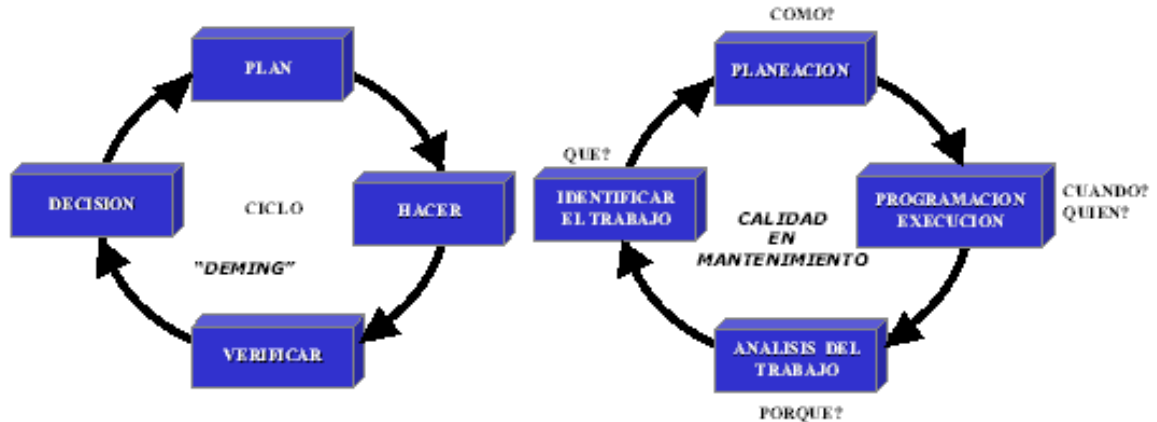 PLAN
DECISION
CICLO
HACER
"DEMING"
VERIFICAR
COMO?
PLANEACION
QUE?
IDENTIFICAR
EL TRABAJO
PROGRAMACION
EXECUCION
CUANDO?
QUIEN?
CALIDAD
EN
MANTENIMIENTO
ANALISIS DEL
TRABAJO
PORQUE?